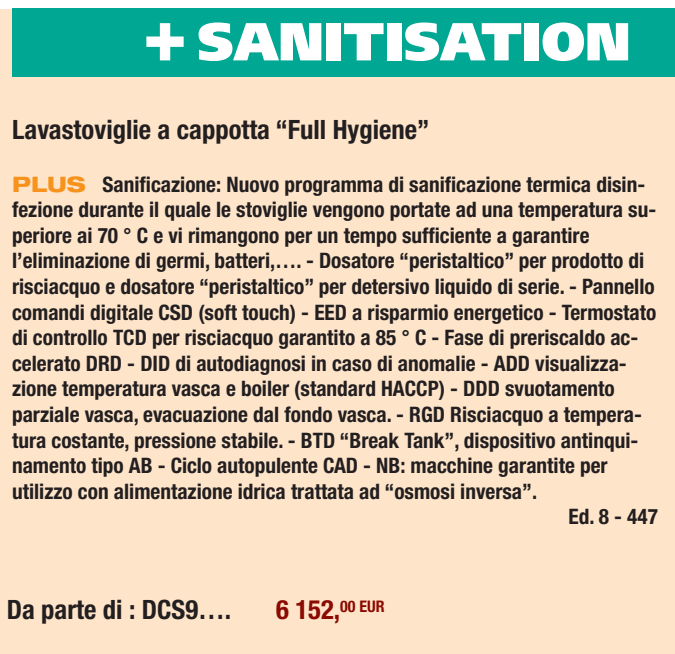 + SANITISATION
Lavastoviglie a cappotta “Full Hygiene”
PLUS Sanificazione: Nuovo programma di sanificazione termica disin-
fezione durante il quale le stoviglie vengono portate ad una temperatura su-
periore ai 70 ° C e vi rimangono per un tempo sufficiente a garantire
l’eliminazione di germi, batteri,…. - Dosatore “peristaltico” per prodotto di
risciacquo e dosatore “peristaltico” per detersivo liquido di serie. - Pannello
comandi digitale CSD (soft touch) - EED a risparmio energetico - Termostato
di controllo TCD per risciacquo garantito a 85 ° C - Fase di preriscaldo ac-
celerato DRD - DID di autodiagnosi in caso di anomalie - ADD visualizza-
zione temperatura vasca e boiler (standard HACCP) - DDD svuotamento
parziale vasca, evacuazione dal fondo vasca. - RGD Risciacquo a tempera-
tura costante, pressione stabile. - BTD “Break Tank”, dispositivo antinqui-
namento tipo AB - Ciclo autopulente CAD - NB: macchine garantite per
utilizzo con alimentazione idrica trattata ad “osmosi inversa”.
Ed. 8 - 447
Da parte di : DCS9…. 6 152,00 EUR